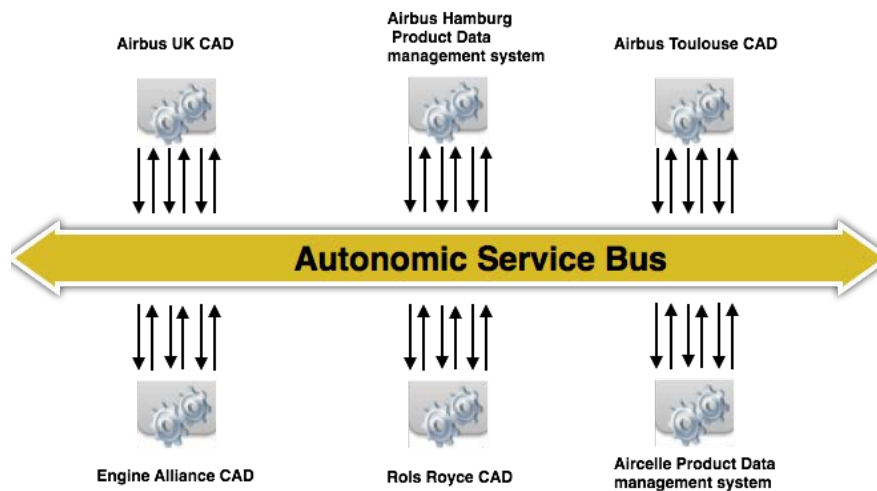 Airbus UK CAD
Airbus Hamburg
Product Data
management system
Airbus Toulouse CAD
Autonomic Service Bus
Engine Alliance CAD
Rols Royce CAD
Aircelle Product Data
management system